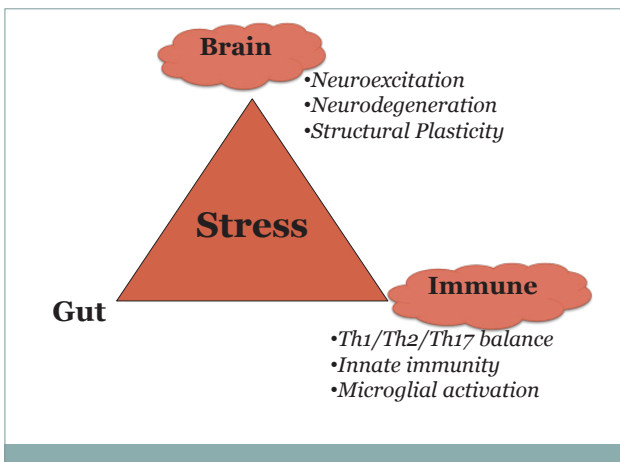 Brain
•Neuroexcitation
•Neurodegeneration
•Structural Plasticity
Stress
Gut
Immune
•Th1/Th2/Th17 balance
•Innate immunity
•Microglial activation